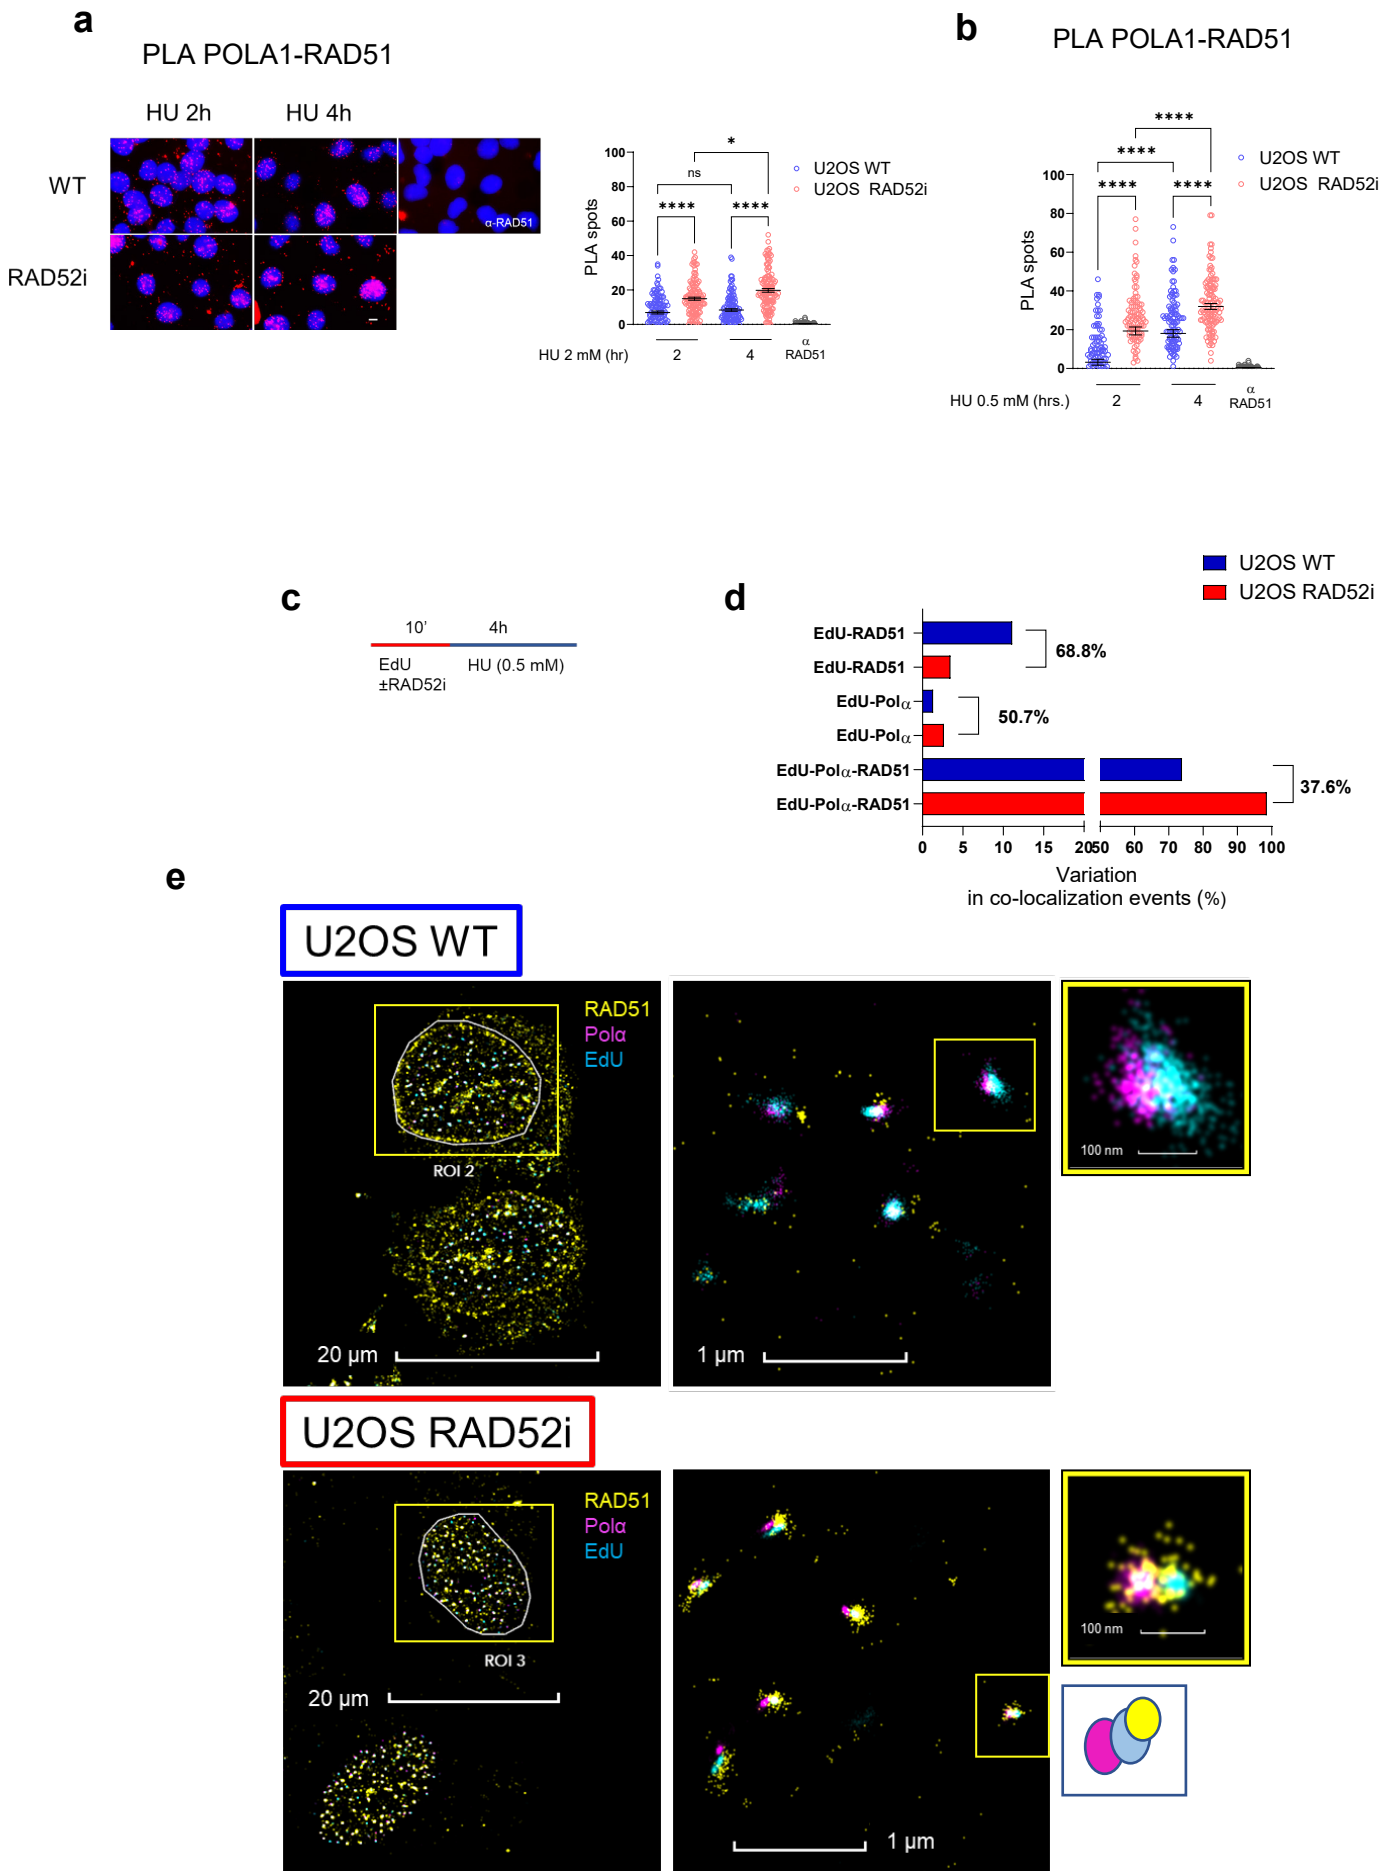 a
PLA POLA1-RAD51
HU 2h
HU 4h
WT
RAD52i
α-RAD51
PLA spots
100
80
60
40
20
0
ns
*
****
****
U2OS WT
U2OS RAD52i
HU 2 mM (hr)
2
4
α
RAD51
b
PLA POLA1-RAD51
PLA spots
100
80
60
40
20
0
****
****
****
****
U2OS WT
U2OS RAD52i
HU 0.5 mM (hrs.)
2
4
α
RAD51
c
10'
4h
EdU
±RAD52i
HU (0.5 mM)
d
U2OS WT
U2OS RAD52i
EdU-RAD51
EdU-RAD51
68.8%
EdU-Polα
EdU-Polα
50.7%
EdU-Polα-RAD51
EdU-Polα-RAD51
37.6%
0 5 10 15 20 50 60 70 80 90 100
Variation
in co-localization events (%)
e
U2OS WT
RAD51
Polα
EdU
ROI 2
20 µm
1 µm
100 nm
U2OS RAD52i
RAD51
Polα
EdU
ROI 3
20 µm
1 µm
100 nm